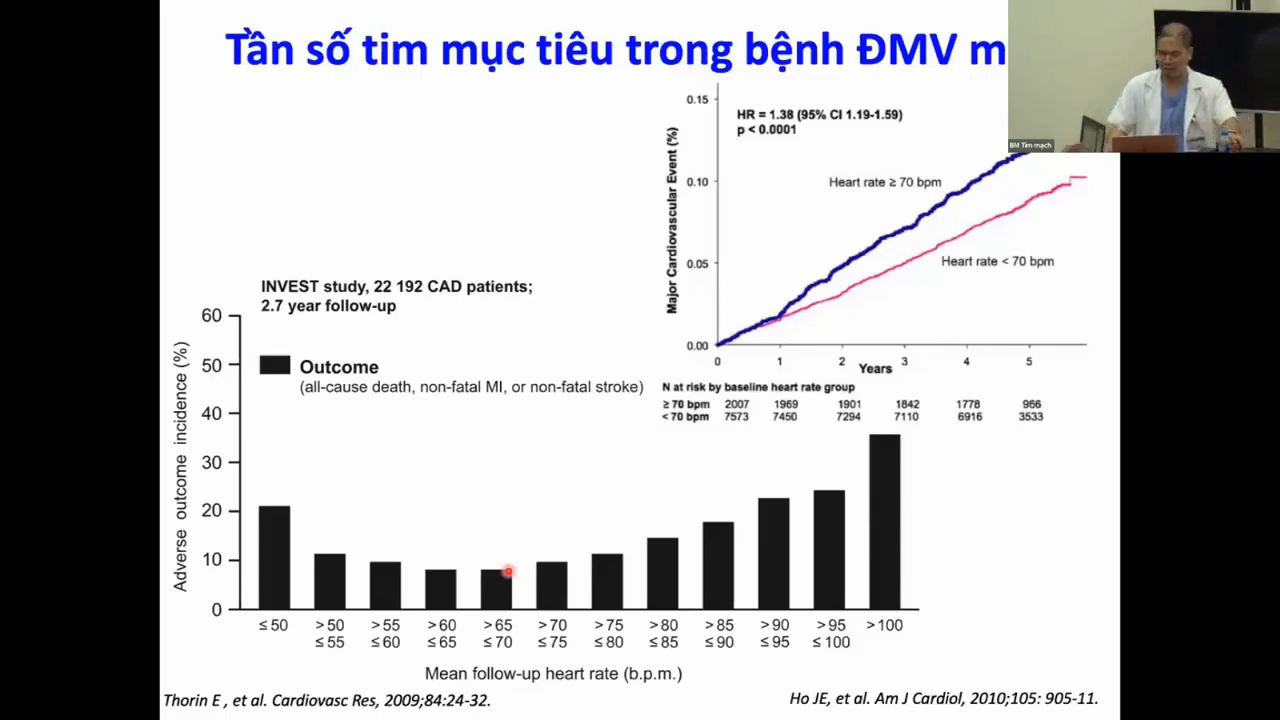 Tần số tim mục tiêu trong bệnh ĐMV m
BM Tim mạch
0.15
0.10
0.05
0.00
Major Cardiovascular Event (%)
HR = 1.38 (95% CI 1.19-1.59)
p < 0.0001
Heart rate ≥ 70 bpm
Heart rate < 70 bpm
0 1 2 3 4 5
Years
N at risk by baseline heart rate group
≥ 70 bpm 2007 1969 1901 1842 1778 966
< 70 bpm 7573 7450 7294 7110 6916 3533
INVEST study, 22 192 CAD patients;
2.7 year follow-up
Outcome
(all-cause death, non-fatal MI, or non-fatal stroke)
Adverse outcome incidence (%)
60
50
40
30
20
10
0
≤ 50 > 50 > 55 > 60 > 65 > 70 > 75 > 80 > 85 > 90 > 95 > 100
≤ 55 ≤ 60 ≤ 65 ≤ 70 ≤ 75 ≤ 80 ≤ 85 ≤ 90 ≤ 95 ≤ 100
Mean follow-up heart rate (b.p.m.)
Thorin E , et al. Cardiovasc Res, 2009;84:24-32.
Ho JE, et al. Am J Cardiol, 2010;105: 905-11.